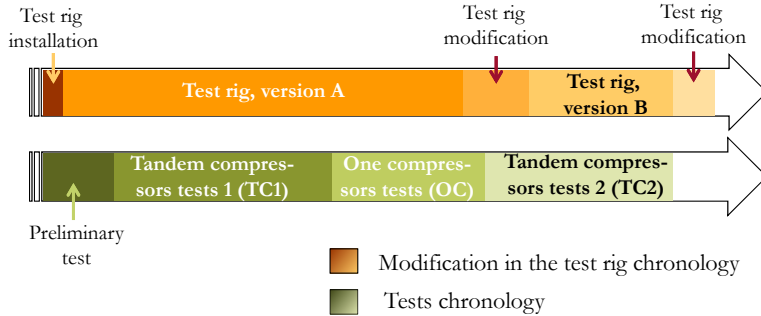 Test rig
installation
Test rig
modification
Test rig
modification
Test rig, version A
Test rig,
version B
Tandem compres-
sors tests 1 (TC1)
One compres-
sors tests (OC)
Tandem compres-
sors tests 2 (TC2)
Preliminary
test
Modification in the test rig chronology
Tests chronology